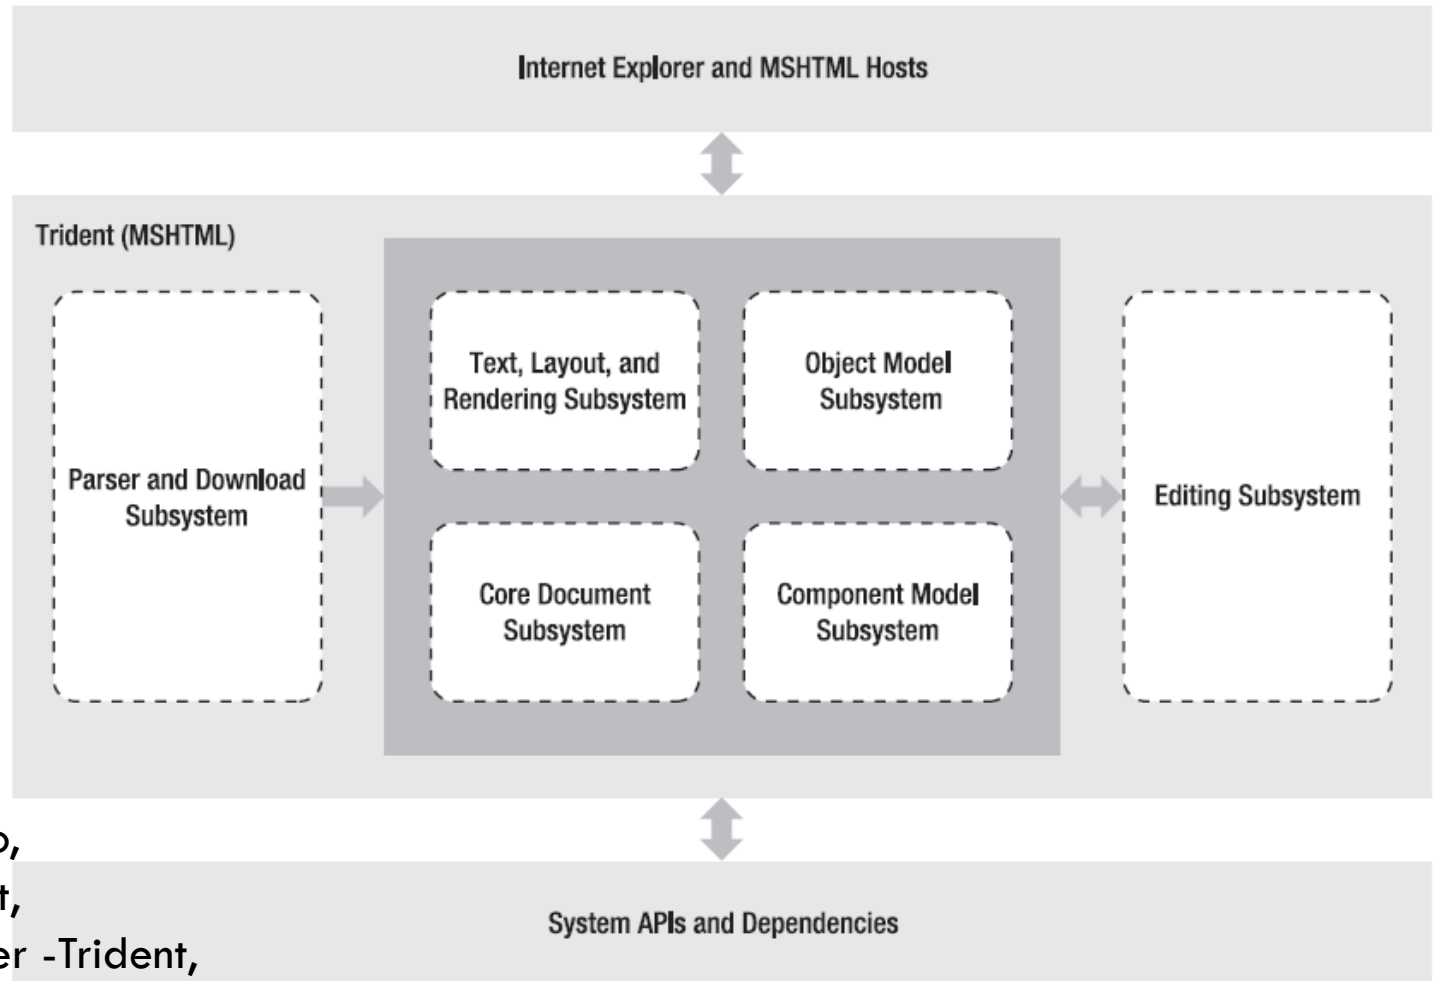 Internet Explorer and MSHTML Hosts
Trident (MSHTML)
Text, Layout, and
Rendering Subsystem
Object Model
Subsystem
Parser and Download
Subsystem
Editing Subsystem
Core Document
Subsystem
Component Model
Subsystem
System APIs and Dependencies
-Trident,